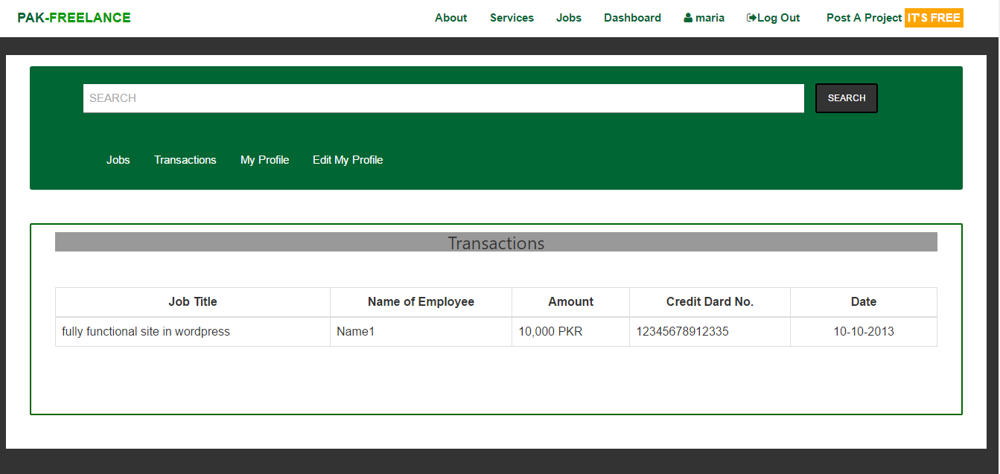 PAK-FREELANCE About Services Jobs Dashboard maria Log Out Post A Project IT'S FREE
SEARCH SEARCH
Jobs Transactions My Profile Edit My Profile
Transactions
Job Title Name of Employee Amount Credit Dard No. Date
fully functional site in wordpress Name1 10,000 PKR 12345678912335 10-10-2013